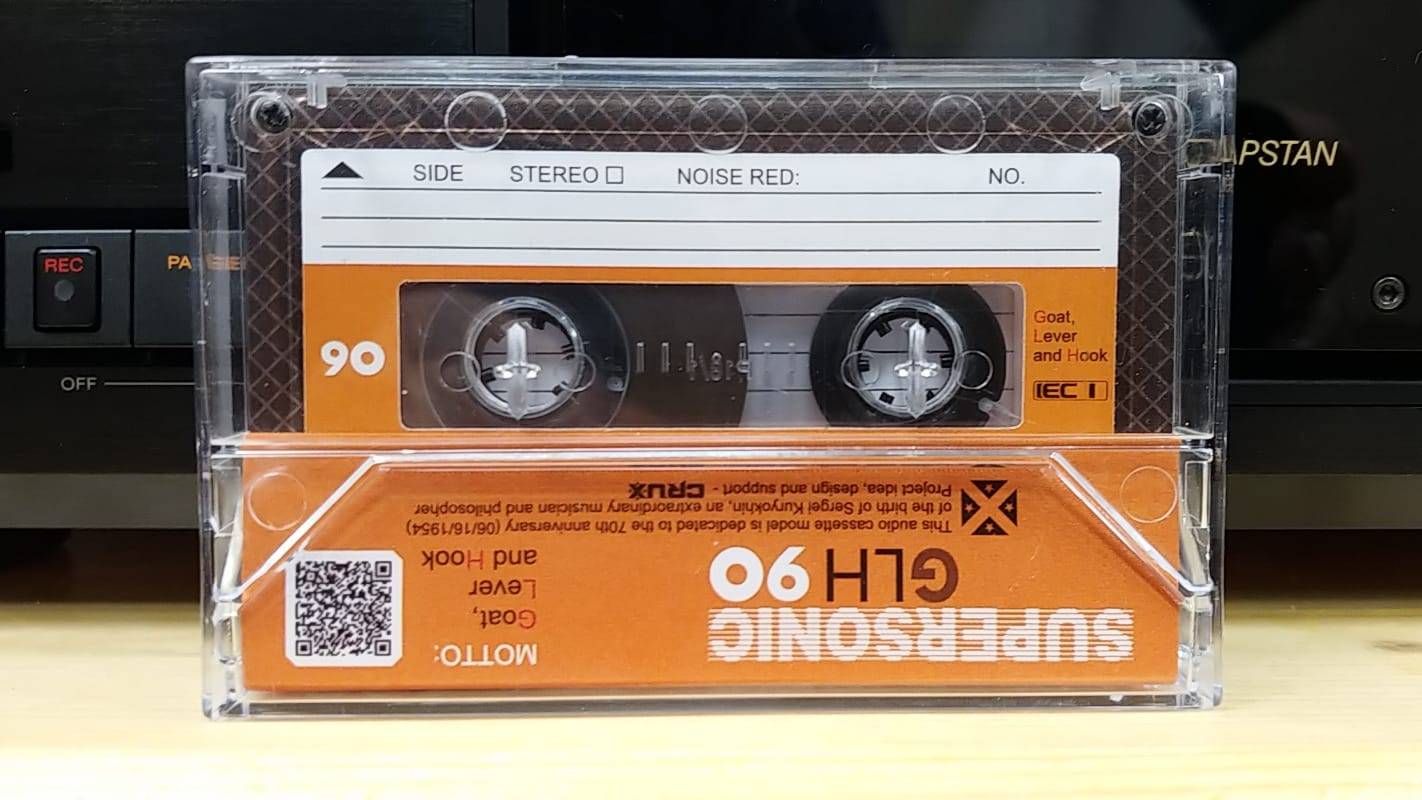 APSTAN
SIDE STEREO NOISE RED: NO.
REC
OFF
90
Goat,
Lever
and Hook
IEC I
SUPERSONIC
GLH 90
MOTTO:
Goat,
Lever
and Hook
This audio cassette model is dedicated to the 70th anniversary (06/16/1954)
of the birth of Sergei Kuryokhin, an extraordinary musician and philosopher
Project idea, design and support - CRUX